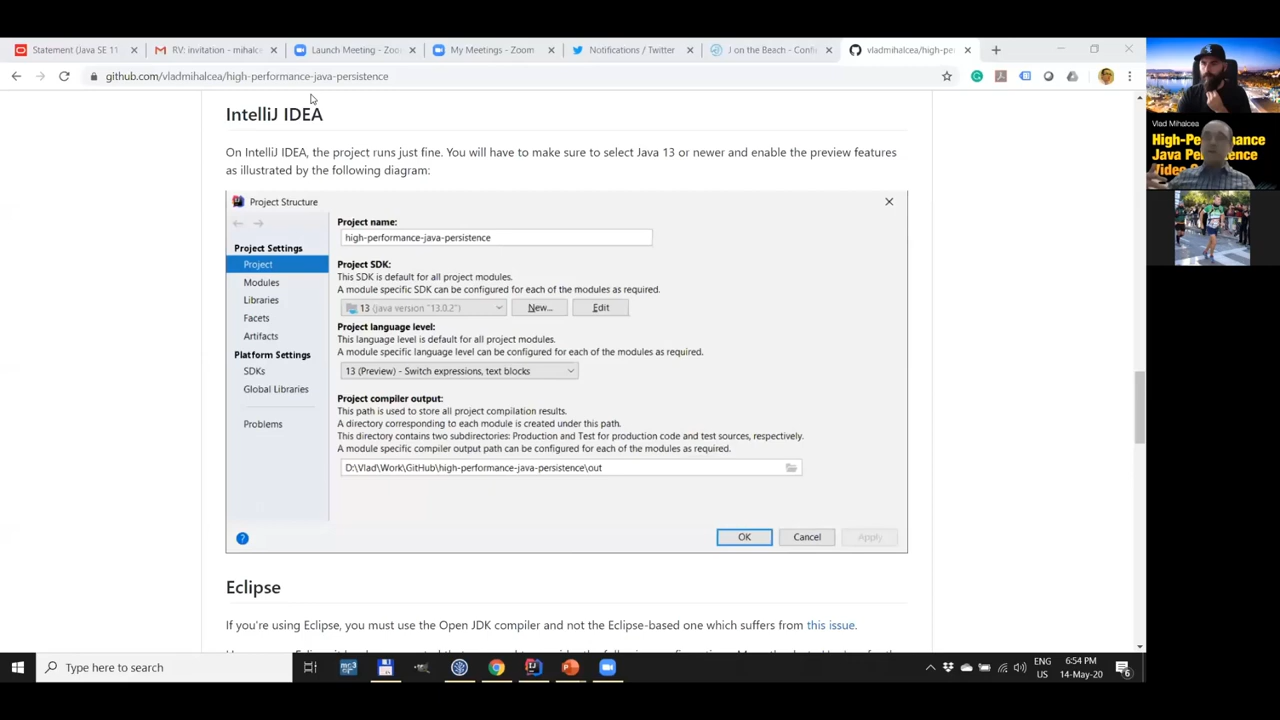 Statement (Java SE 11
RV: invitation - mihalce
Launch Meeting - Zoo
My Meetings - Zoom
Notifications / Twitter
J on the Beach - Confi
vladmihalcea/high-pe
github.com/vladmihalcea/high-performance-java-persistence
IntelliJ IDEA
On IntelliJ IDEA, the project runs just fine. You will have to make sure to select Java 13 or newer and enable the preview features
as illustrated by the following diagram:
Project Structure
Project Settings
Project
Modules
Libraries
Facets
Artifacts
Platform Settings
SDKs
Global Libraries
Problems
Project name:
high-performance-java-persistence
Project SDK:
This SDK is default for all project modules.
A module specific SDK can be configured for each of the modules as required.
13 (java version "13.0.2")
New...
Edit
Project language level:
This language level is default for all project modules.
A module specific language level can be configured for each of the modules as required.
13 (Preview) - Switch expressions, text blocks
Project compiler output:
This path is used to store all project compilation results.
A directory corresponding to each module is created under this path.
This directory contains two subdirectories: Production and Test for production code and test sources, respectively.
A module specific compiler output path can be configured for each of the modules as required.
D:\Vlad\Work\GitHub\high-performance-java-persistence\out
?
OK
Cancel
Apply
Eclipse
If you're using Eclipse, you must use the Open JDK compiler and not the Eclipse-based one which suffers from this issue.
Vlad Mihalcea
High-Pe
nance
Java Pe
Video S
Type here to search
mp3
ENG
US
6:54 PM
14-May-20
6